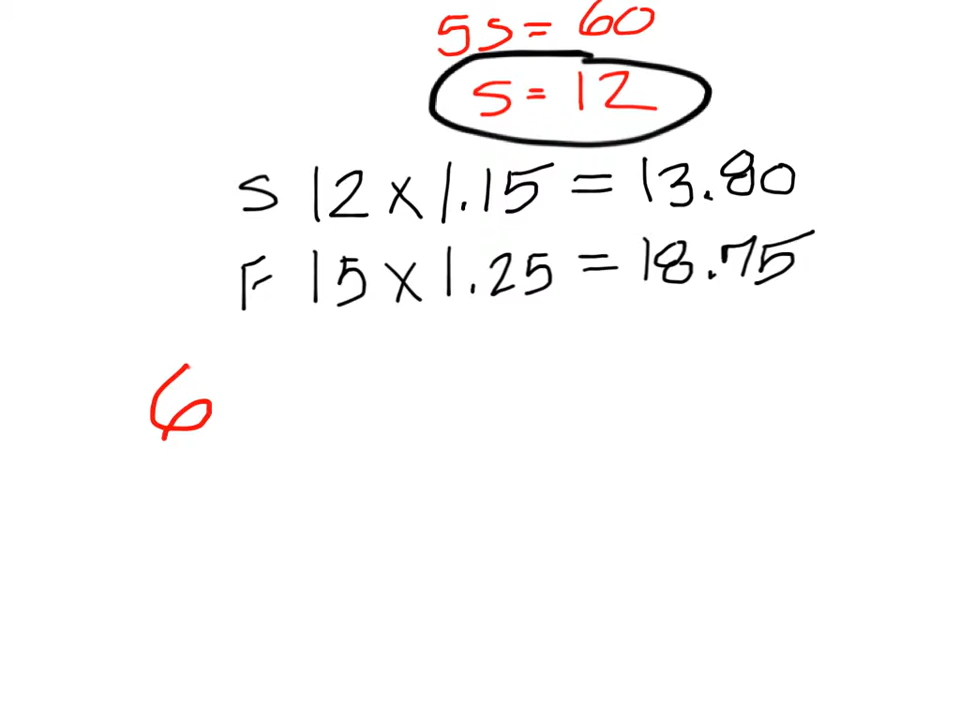 5s = 60
s = 12
S 12 x 1.15 = 13.80
F 15 x 1.25 = 18.75
6